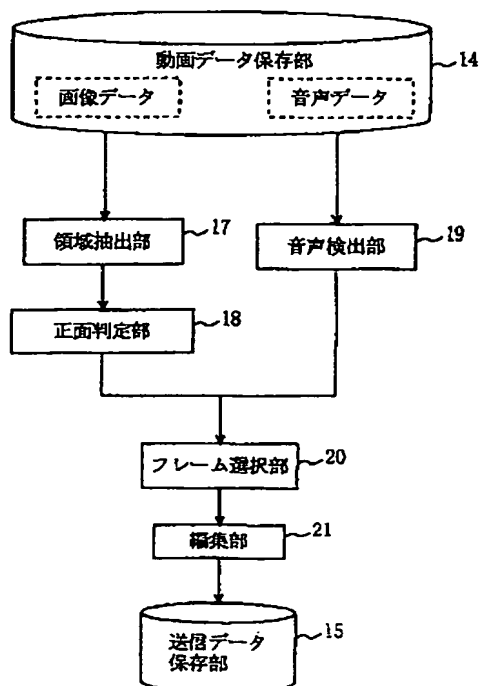 動画データ保存部
14
画像データ
音声データ
領域抽出部
17
音声検出部
19
正面判定部
18
フレーム選択部
20
編集部
21
送信データ
保存部
15